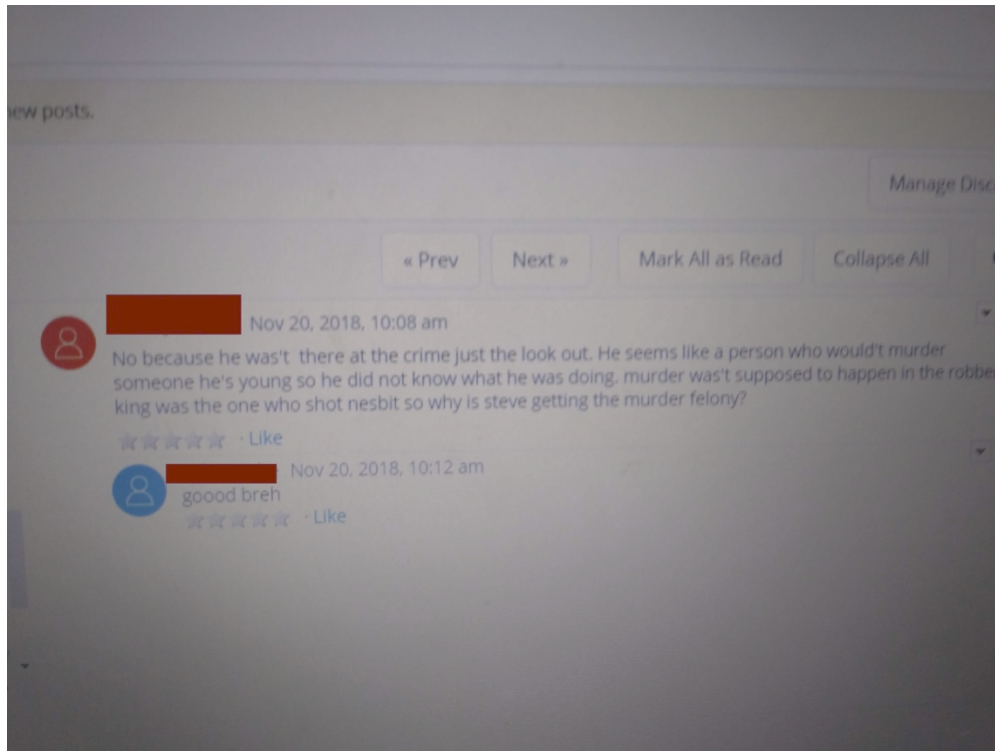 new posts.
Manage Disc
« Prev Next » Mark All as Read Collapse All
Nov 20, 2018, 10:08 am
No because he was't there at the crime just the look out. He seems like a person who would't murder
someone he's young so he did not know what he was doing. murder was't supposed to happen in the robbe
king was the one who shot nesbit so why is steve getting the murder felony?
· Like
Nov 20, 2018, 10:12 am
goood breh
· Like